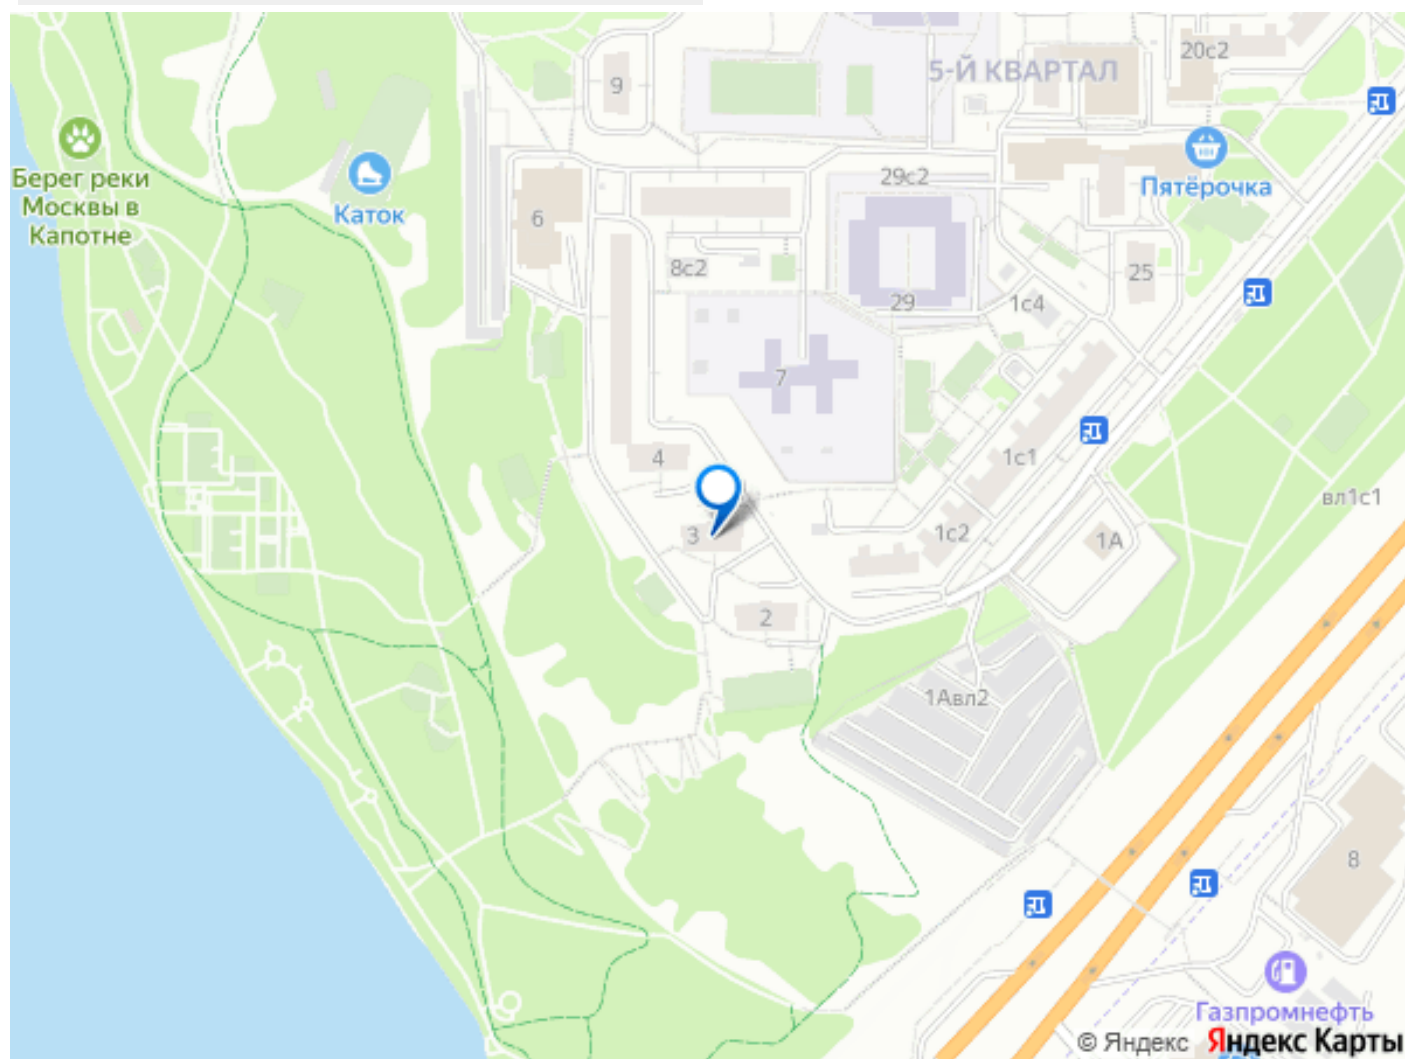 20с2
5-Й КВАРТАЛ
9
Берег реки
Москвы в
Капотне
Каток
Пятёрочка
29с2
6
8с2
25
29
1с4
7
4
1с1
вл1с1
3
1с2
1А
2
1Авл2
8
Газпромнефть
© Яндекс Яндекс Карты